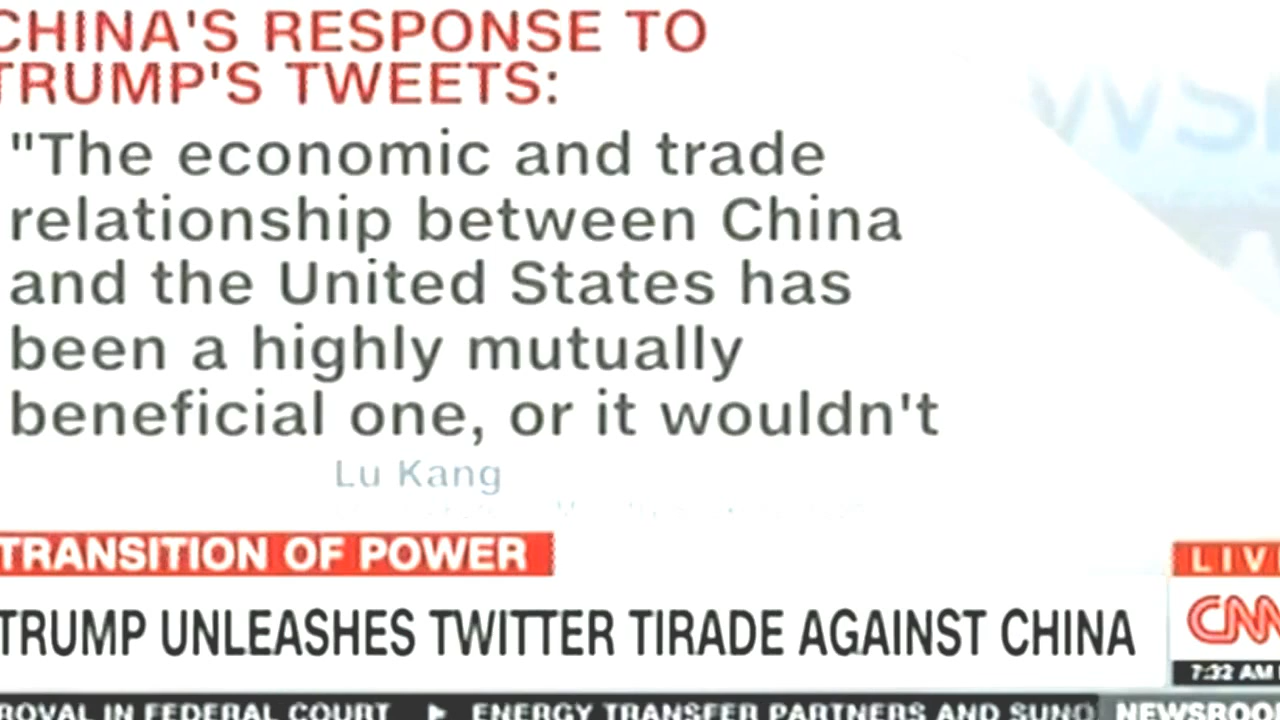 CHINA'S RESPONSE TO
TRUMP'S TWEETS:
"The economic and trade
relationship between China
and the United States has
been a highly mutually
beneficial one, or it wouldn't
Lu Kang
TRANSITION OF POWER
LIV
TRUMP UNLEASHES TWITTER TIRADE AGAINST CHINA
CNN
7:32 AM
ROVAL IN FEDERAL COURT ► ENERGY TRANSFER PARTNERS AND SUNO NEWSROO